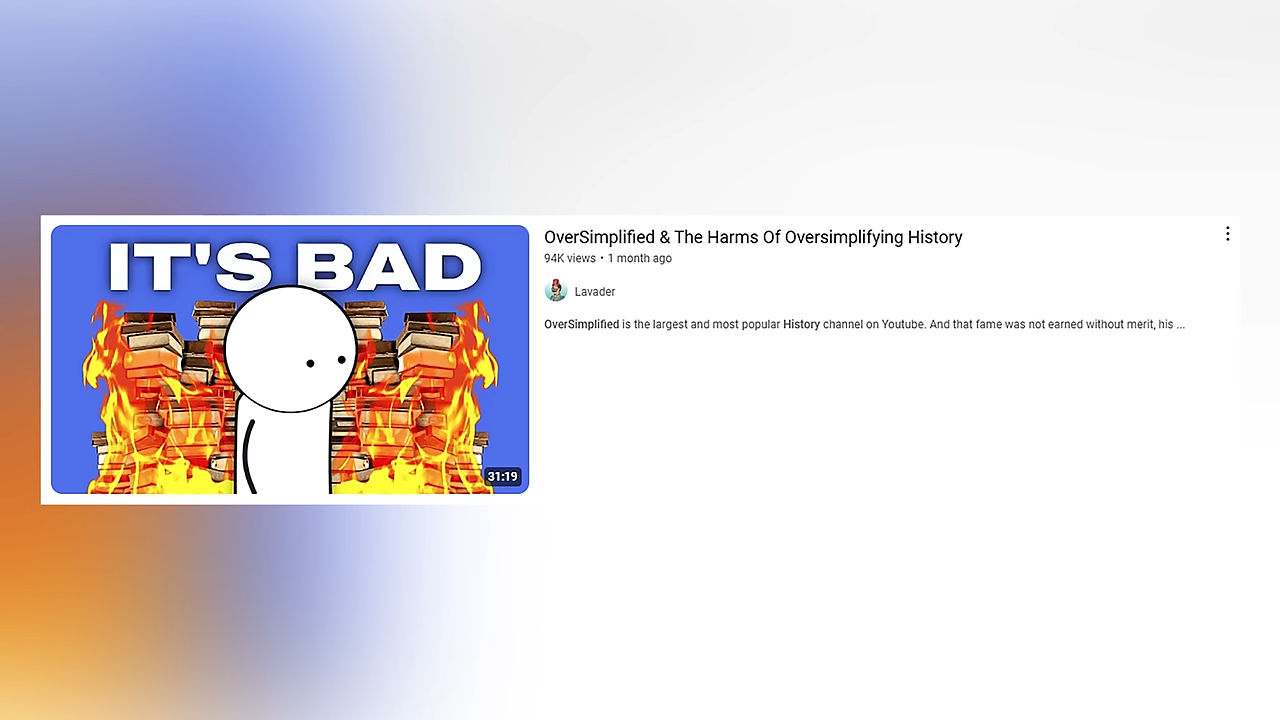 IT'S BAD
31:19
OverSimplified & The Harms Of Oversimplifying History
94K views • 1 month ago
Lavader
OverSimplified is the largest and most popular History channel on Youtube. And that fame was not earned without merit, his ...